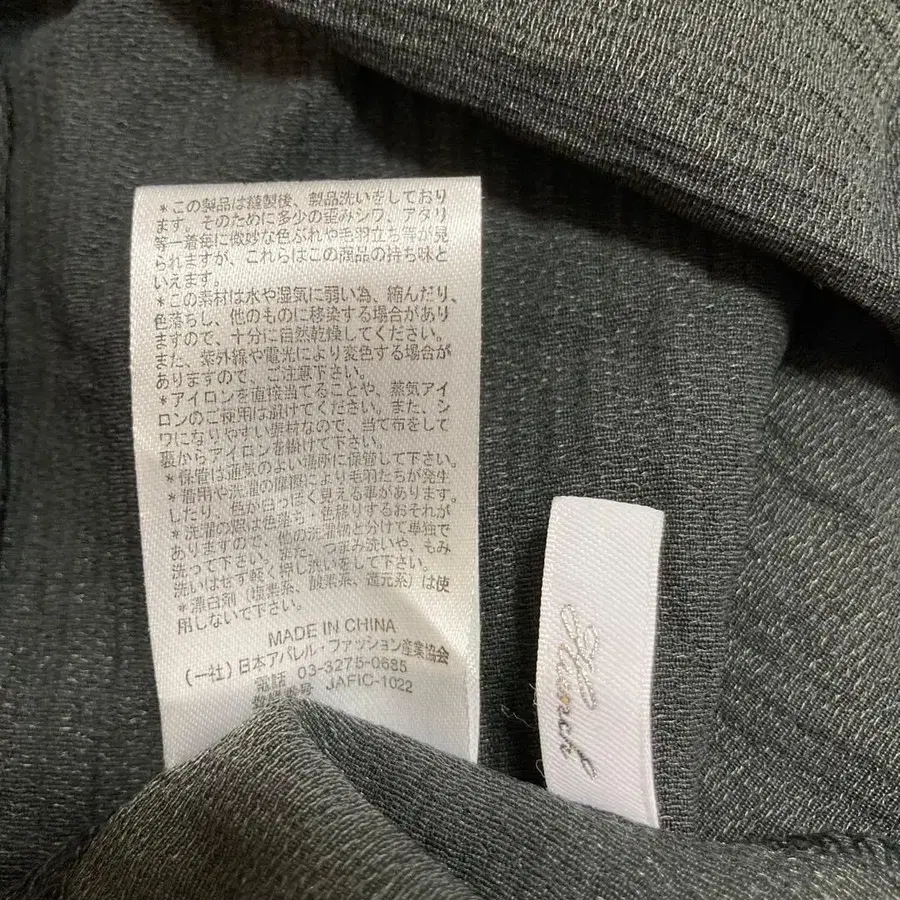 *この製品は縫製後、製品洗いをしており
ます。そのために多少の歪みシワ、アタリ
等一着毎に微妙な色ぶれや毛羽立ち等が見
られますが、これらはこの商品の持ち味と
いえます。
*この素材は水や湿気に弱い為、縮んだり、
色落ちし、他のものに移染する場合があり
ますので、十分に自然乾燥してください。
また、紫外線や電光により変色する場合が
ありますので、ご注意下さい。
*アイロンを直接当てることや、蒸気アイ
ロンのご使用は避けてください。また、シ
ワになりやすい素材なので、当て布をして
裏からアイロンを掛けて下さい。
*保管は通気のよい場所に保管して下さい。
*着用や洗濯の摩擦により毛羽たちが発生
したり、色が白っぽく見える事があります。
*洗濯の際は色落ち、色移りするおそれが
ありますので、他の洗濯物と分けて単独で
洗って下さい。また、つまみ洗いや、もみ
洗いはせず軽く押し洗いをして下さい。
*漂白剤（塩素系、酸素系、還元系）は使
用しないで下さい。
MADE IN CHINA
(一社)日本アパレル・ファッション産業協会
電話 03-3275-0685
JAFIC-1022